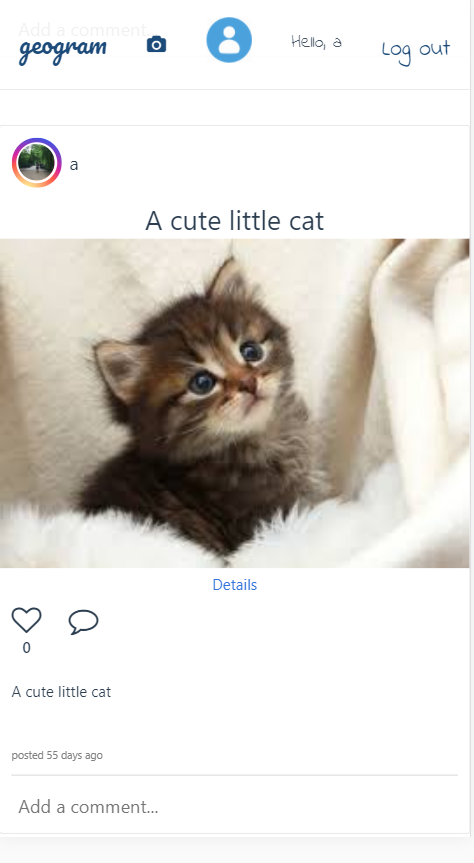 Add a comment...
geogram
Hello, a
Log out
a
A cute little cat
Details
0
A cute little cat
posted 55 days ago
Add a comment...